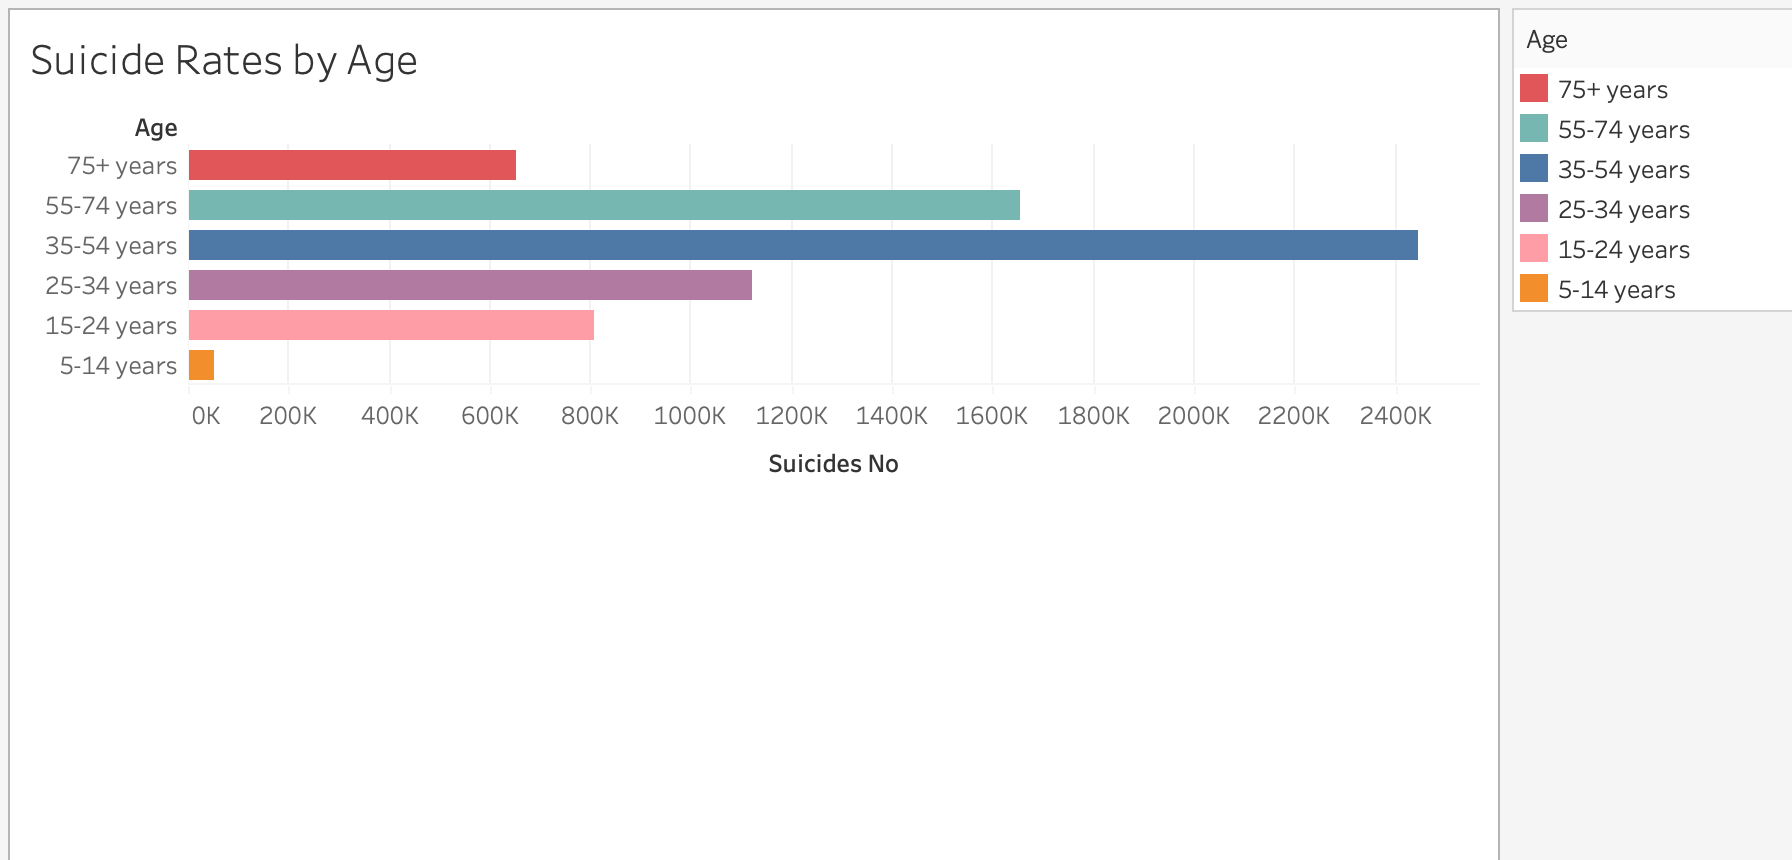 Suicide Rates by Age
Age
75+ years
55-74 years
35-54 years
25-34 years
15-24 years
5-14 years
0K 200K 400K 600K 800K 1000K 1200K 1400K 1600K 1800K 2000K 2200K 2400K
Suicides No
Age
75+ years
55-74 years
35-54 years
25-34 years
15-24 years
5-14 years